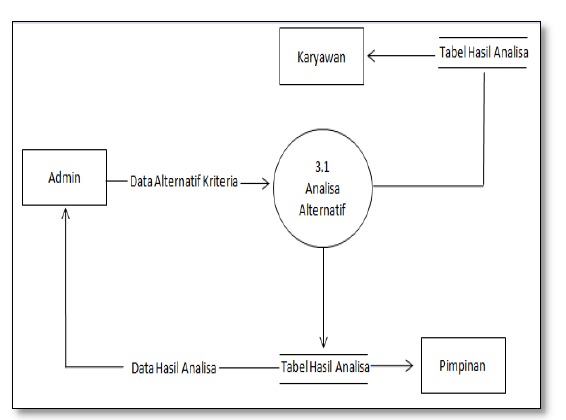 Karyawan
Tabel Hasil Analisa
Admin
Data Alternatif Kriteria
3.1
Analisa
Alternatif
Data Hasil Analisa
Tabel Hasil Analisa
Pimpinan